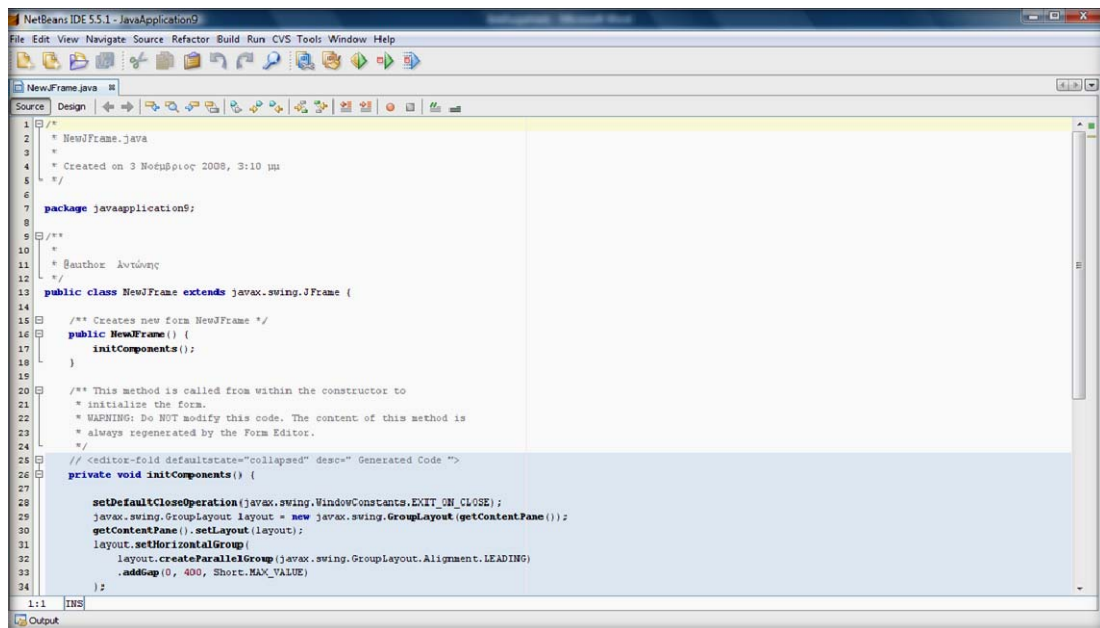 NetBeans IDE 5.5.1 - JavaApplication9
File Edit View Navigate Source Refactor Build Run CVS Tools Window Help
NewJFrame.java
Source Design
1 /*
2 * NewJFrame.java
3 *
4 * Created on 3 Νοέμβριος 2008, 3:10 μμ
5 */
6
7 package javaapplication9;
8
9 /**
10 *
11 * @author Αντώνης
12 */
13 public class NewJFrame extends javax.swing.JFrame {
14
15 /** Creates new form NewJFrame */
16 public NewJFrame() {
17 initComponents();
18 }
19
20 /** This method is called from within the constructor to
21 * initialize the form.
22 * WARNING: Do NOT modify this code. The content of this method is
23 * always regenerated by the Form Editor.
24 */
25 // <editor-fold defaultstate="collapsed" desc=" Generated Code ">
26 private void initComponents() {
27
28 setDefaultCloseOperation(javax.swing.WindowConstants.EXIT_ON_CLOSE);
29 javax.swing.GroupLayout layout = new javax.swing.GroupLayout(getContentPane());
30 getContentPane().setLayout(layout);
31 layout.setHorizontalGroup(
32 layout.createParallelGroup(javax.swing.GroupLayout.Alignment.LEADING)
33 .addGap(0, 400, Short.MAX_VALUE)
34 );
1:1 INS
Output